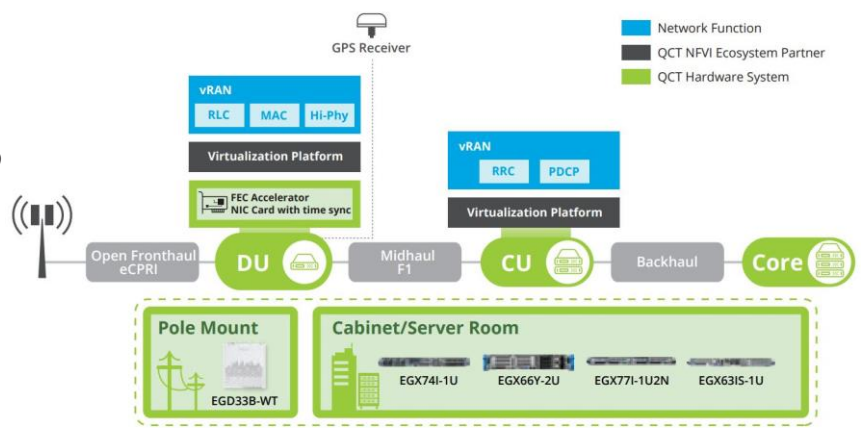 GPS Receiver
Network Function
QCT NFVI Ecosystem Partner
QCT Hardware System
vRAN
RLC MAC Hi-Phy
Virtualization Platform
FEC Accelerator
NIC Card with time sync
vRAN
RRC PDCP
Virtualization Platform
Open Fronthaul
eCPRI
DU
Midhaul
F1
CU
Backhaul
Core
Pole Mount
EGD33B-WT
Cabinet/Server Room
EGX74I-1U EGX66Y-2U EGX77I-1U2N EGX63IS-1U